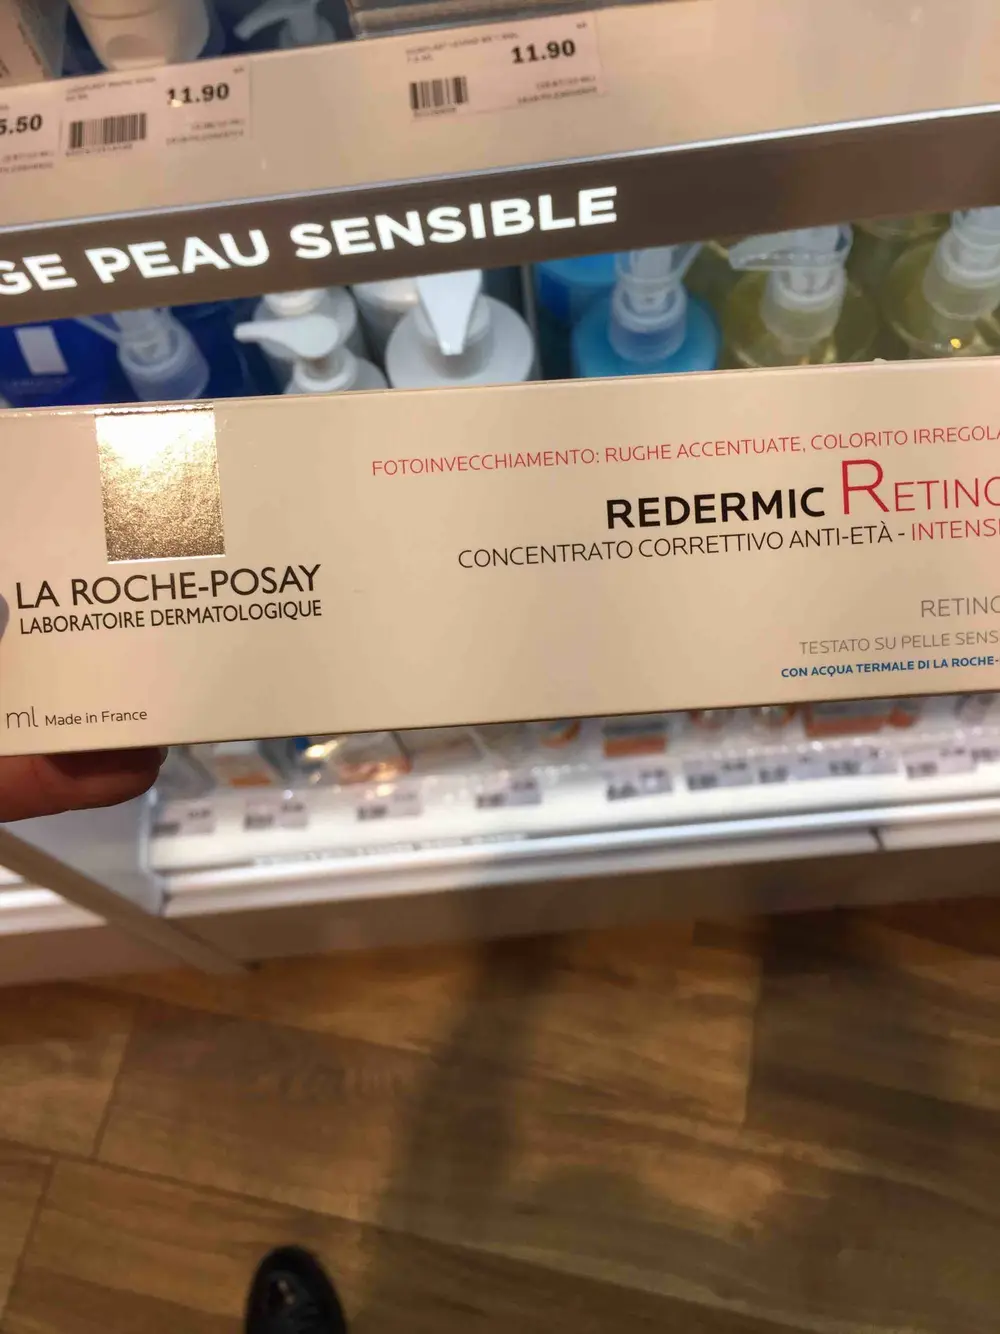 11.90
11.90
5.50
GE PEAU SENSIBLE
FOTOINVECCHIAMENTO: RUGHE ACCENTUATE, COLORITO IRREGOLA
REDERMIC RETINO
CONCENTRATO CORRETTIVO ANTI-ETÀ - INTENSI
LA ROCHE-POSAY
LABORATOIRE DERMATOLOGIQUE
RETINO
TESTATO SU PELLE SENS
CON ACQUA TERMALE DI LA ROCHE-
ml Made in France